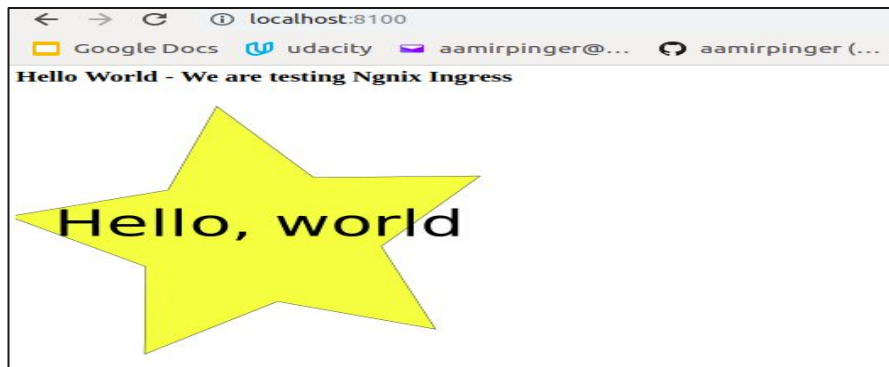 localhost:8100
Google Docs udacity aamirpinger@... aamirpinger (...
Hello World - We are testing Ngnix Ingress
Hello, world